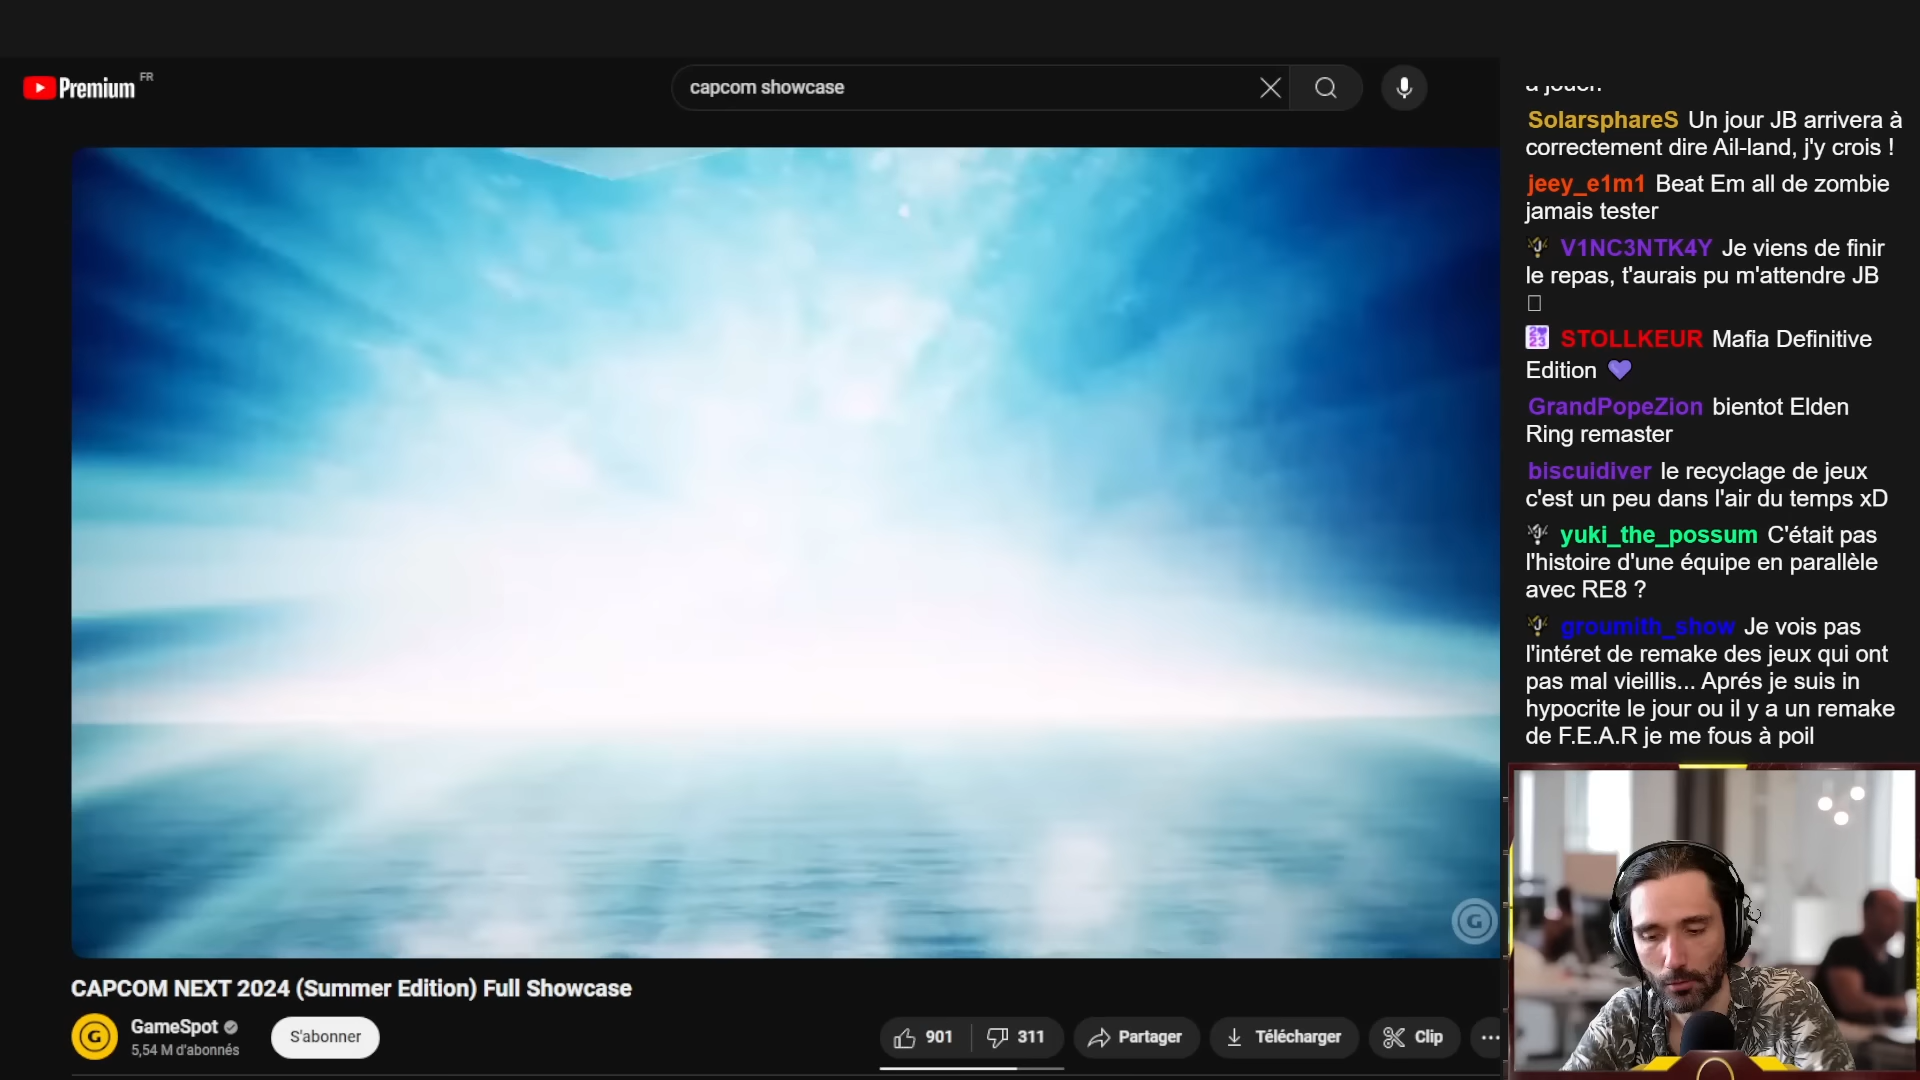 Premium FR
capcom showcase
à jouer.
SolarsphareS Un jour JB arrivera à
correctement dire Ail-land, j'y crois !
jeey_e1m1 Beat Em all de zombie
jamais tester
V1NC3NTK4Y Je viens de finir
le repas, t'aurais pu m'attendre JB
STOLLKEUR Mafia Definitive
Edition 💜
GrandPopeZion bientot Elden
Ring remaster
biscuidiver le recyclage de jeux
c'est un peu dans l'air du temps xD
yuki_the_possum C'était pas
l'histoire d'une équipe en parallèle
avec RE8 ?
groumith_show Je vois pas
l'intéret de remake des jeux qui ont
pas mal vieillis... Aprés je suis in
hypocrite le jour ou il y a un remake
de F.E.A.R je me fous à poil
G
CAPCOM NEXT 2024 (Summer Edition) Full Showcase
G
GameSpot
5,54 M d'abonnés
S'abonner
901
311
Partager
Télécharger
Clip